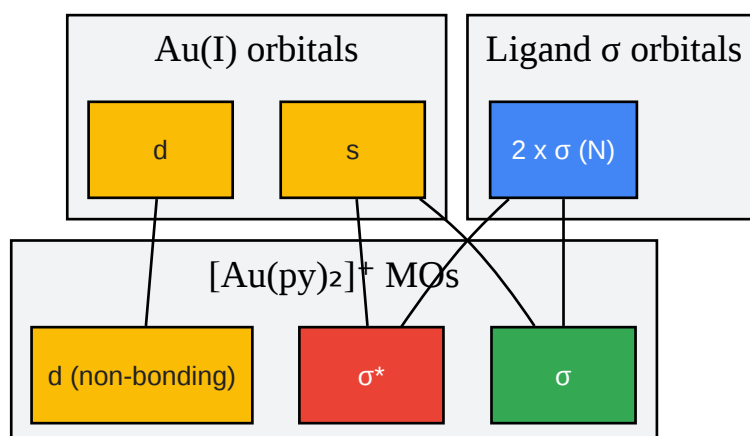 Au(I) orbitals
Ligand σ orbitals
d
s
2 x σ (N)
[Au(py)₂]⁺ MOs
d (non-bonding)
σ*
σ